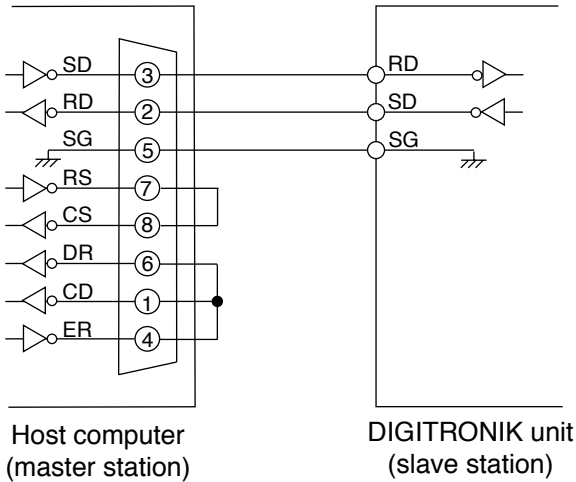 SD 3 RD
RD 2 SD
SG 5 SG
RS 7
CS 8
DR 6
CD 1
ER 4
Host computer
(master station)
DIGITRONIK unit
(slave station)